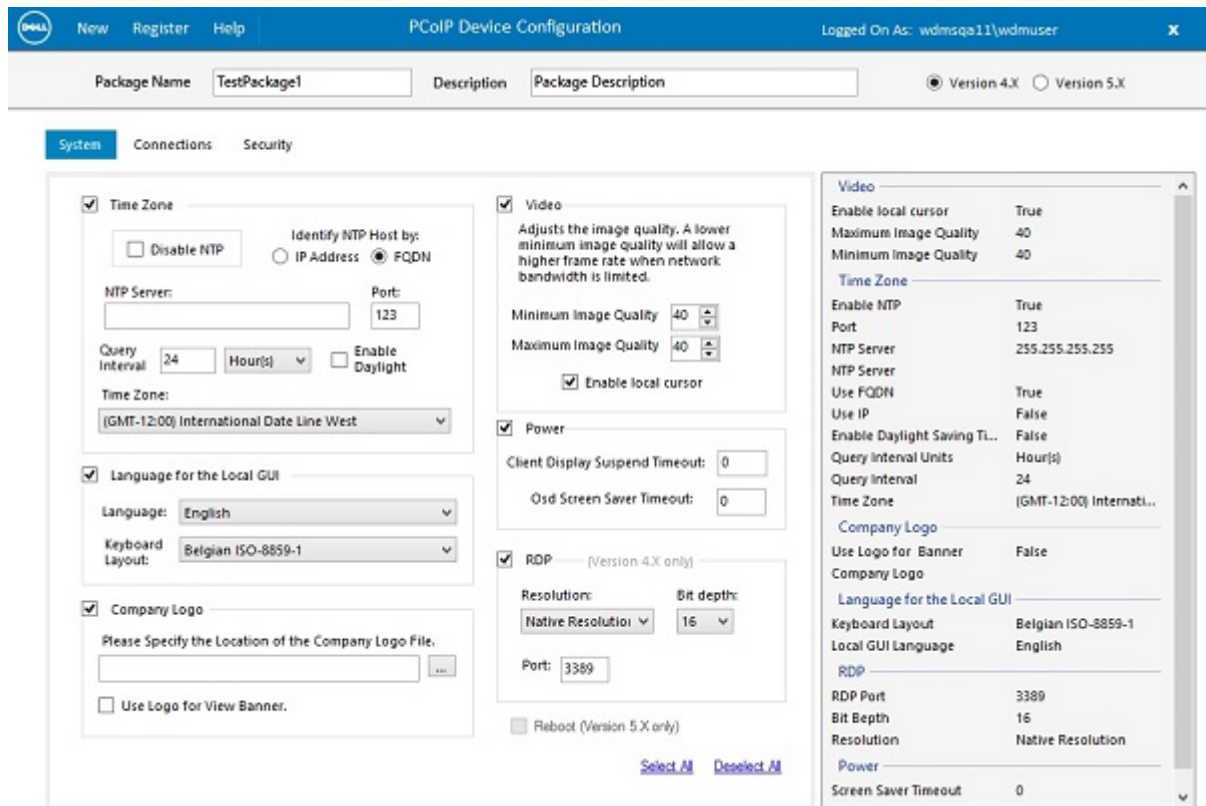 DELL New Register Help PCoIP Device Configuration Logged On As: wdmsqa11\wdmuser x
Package Name TestPackage1 Description Package Description Version 4.X Version 5.X
System Connections Security
Time Zone
Disable NTP
Identify NTP Host by:
IP Address FQDN
NTP Server: Port:
123
Query Interval 24 Hour(s) Enable Daylight
Time Zone:
(GMT-12:00) International Date Line West
Language for the Local GUI
Language: English
Keyboard Layout: Belgian ISO-8859-1
Company Logo
Please Specify the Location of the Company Logo File.
...
Use Logo for View Banner.
Video
Adjusts the image quality. A lower
minimum image quality will allow a
higher frame rate when network
bandwidth is limited.
Minimum Image Quality 40
Maximum Image Quality 40
Enable local cursor
Power
Client Display Suspend Timeout: 0
Osd Screen Saver Timeout: 0
RDP (Version 4.X only)
Resolution: Bit depth:
Native Resolution 16
Port: 3389
Reboot (Version 5.X only)
Select All Deselect All
Video
Enable local cursor True
Maximum Image Quality 40
Minimum Image Quality 40
Time Zone
Enable NTP True
Port 123
NTP Server 255.255.255.255
NTP Server
Use FQDN True
Use IP False
Enable Daylight Saving Ti... False
Query Interval Units Hour(s)
Query Interval 24
Time Zone (GMT-12:00) Internati...
Company Logo
Use Logo for Banner False
Company Logo
Language for the Local GUI
Keyboard Layout Belgian ISO-8859-1
Local GUI Language English
RDP
RDP Port 3389
Bit Bepth 16
Resolution Native Resolution
Power
Screen Saver Timeout 0